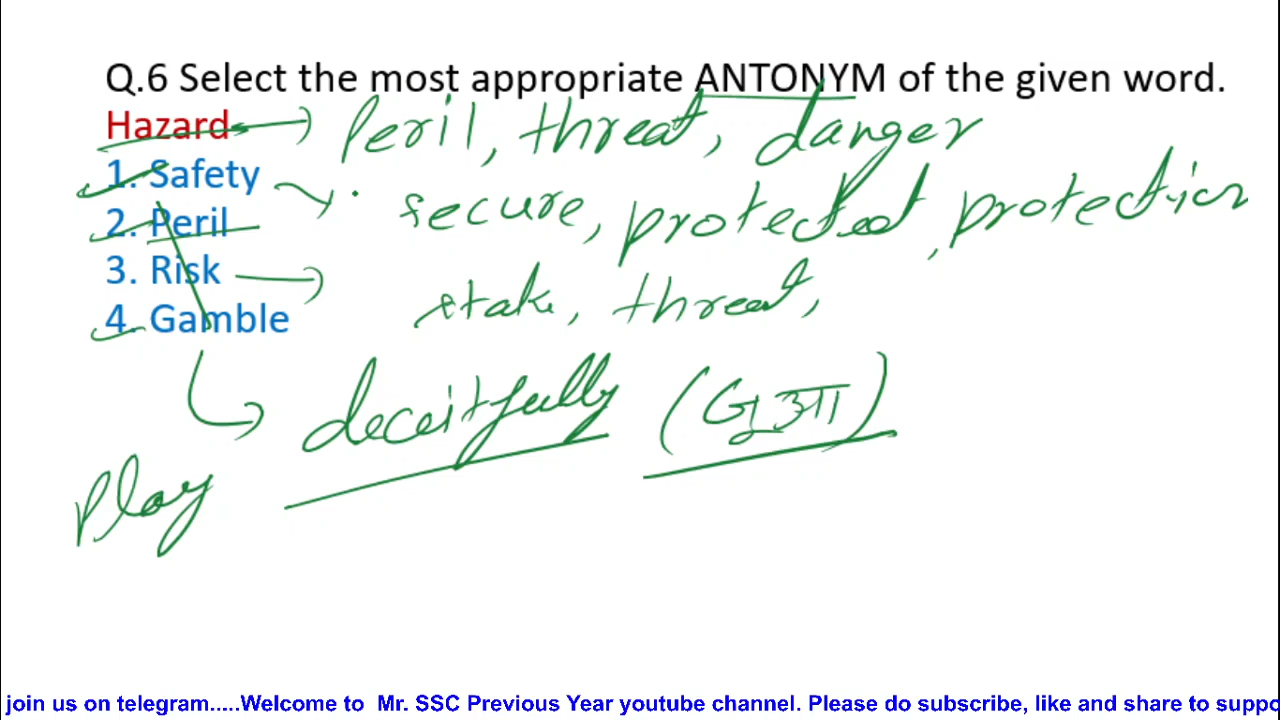 Q.6 Select the most appropriate ANTONYM of the given word.
Hazard Peril, threat, danger
1. Safety secure, protected, protection
2. Peril
3. Risk stake, threat,
4. Gamble
Play deceitfully (जुआ)
join us on telegram.....Welcome to Mr. SSC Previous Year youtube channel. Please do subscribe, like and share to suppo